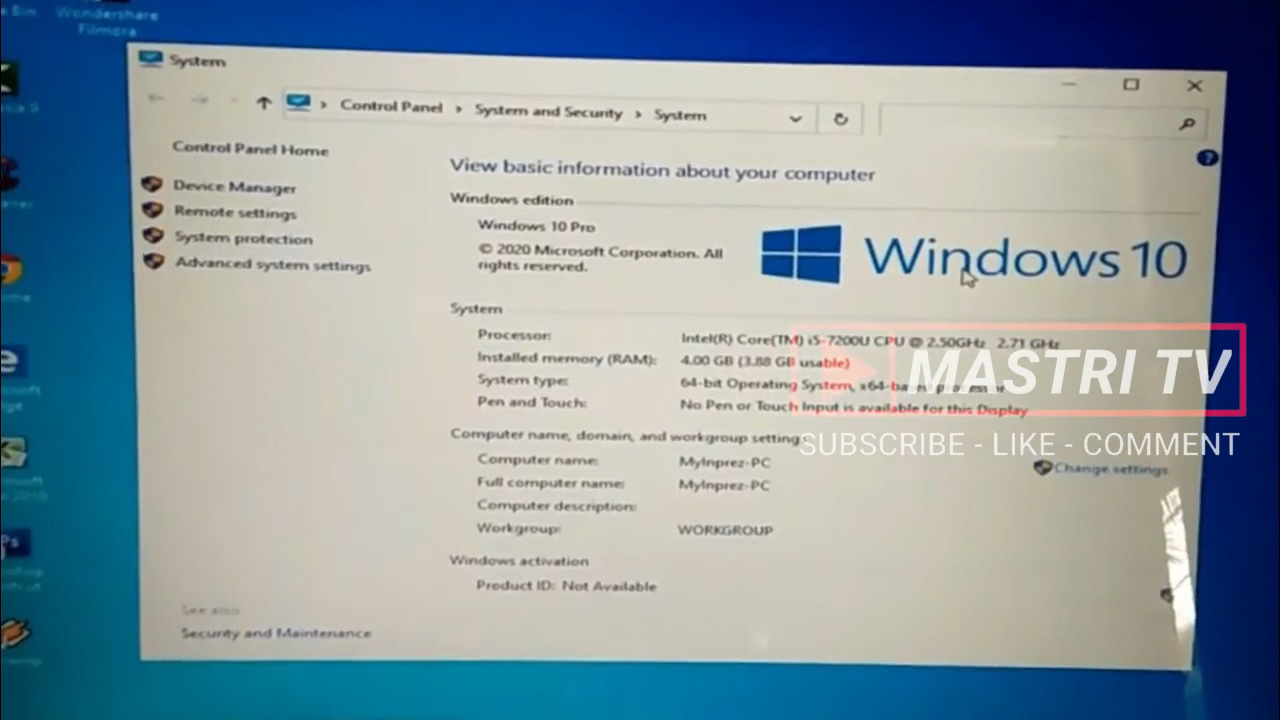 Wondershare
Filmora
System
Control Panel › System and Security › System
Control Panel Home
Device Manager
Remote settings
System protection
Advanced system settings
See also
Security and Maintenance
View basic information about your computer
Windows edition
Windows 10 Pro
© 2020 Microsoft Corporation. All
rights reserved.
Windows 10
System
Processor: Intel(R) Core(TM) i5-7200U CPU @ 2.50GHz 2.71 GHz
Installed memory (RAM): 4.00 GB (3.88 GB usable)
System type: 64-bit Operating System, x64-based processor
Pen and Touch: No Pen or Touch Input is available for this Display
Computer name, domain, and workgroup settings
Computer name: MyInprez-PC
Full computer name: MyInprez-PC
Computer description:
Workgroup: WORKGROUP
Change settings
Windows activation
Product ID: Not Available
MASTRI TV
SUBSCRIBE - LIKE - COMMENT